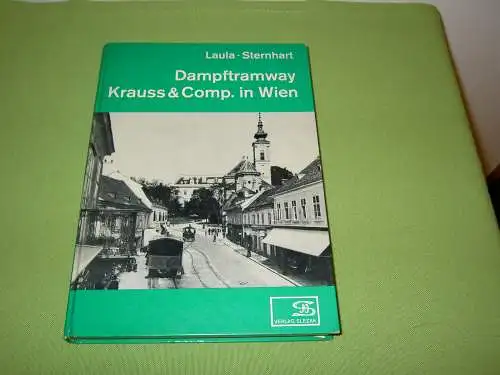 Laula · Sternhart
Dampftramway
Krauss & Comp. in Wien
VERLAG SLEZAK